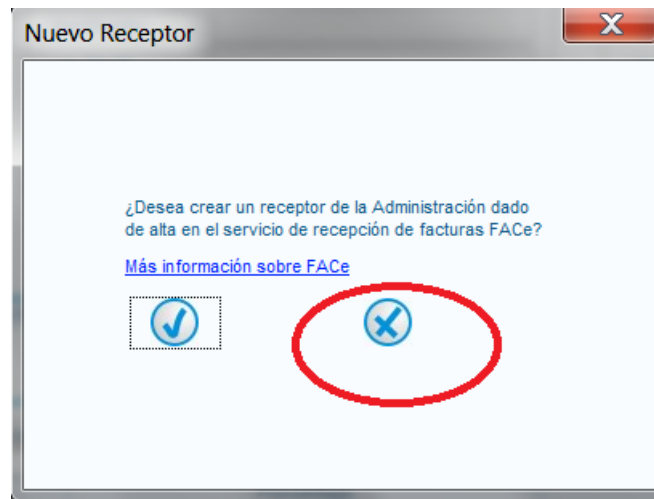 Nuevo Receptor
X
¿Desea crear un receptor de la Administración dado
de alta en el servicio de recepción de facturas FACe?
Más información sobre FACe